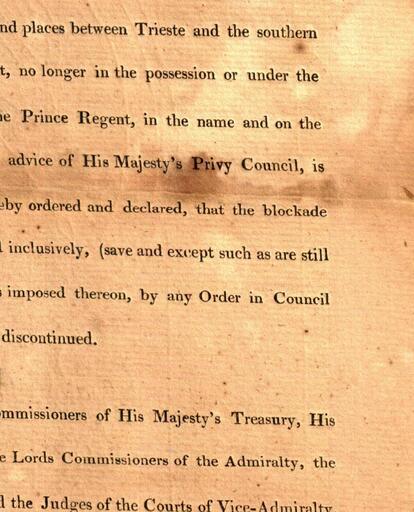 nd places between Trieste and the southern
t, no longer in the possession or under the
e Prince Regent, in the name and on the
advice of His Majesty's Privy Council, is
eby ordered and declared, that the blockade
inclusively, (save and except such as are still
imposed thereon, by any Order in Council
discontinued.
mmissioners of His Majesty's Treasury, His
e Lords Commissioners of the Admiralty, the
d the Judges of the Courts of Vice-Admiralty